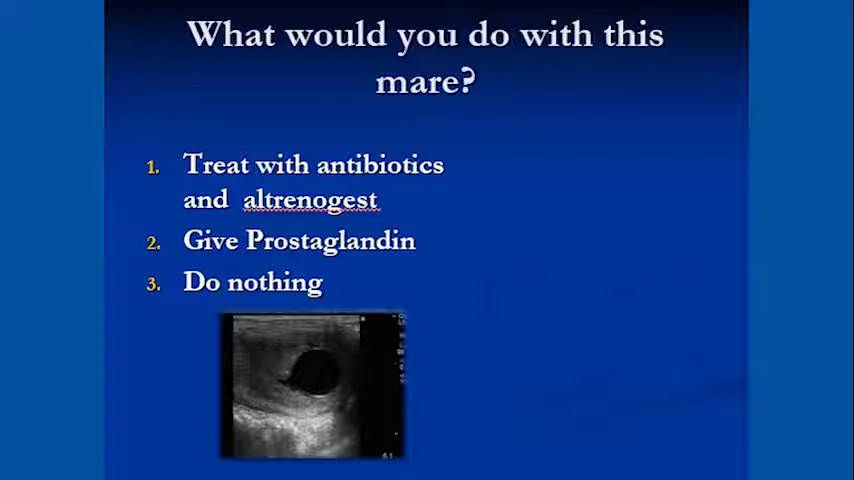 What would you do with this
mare?
1. Treat with antibiotics
and altrenogest
2. Give Prostaglandin
3. Do nothing